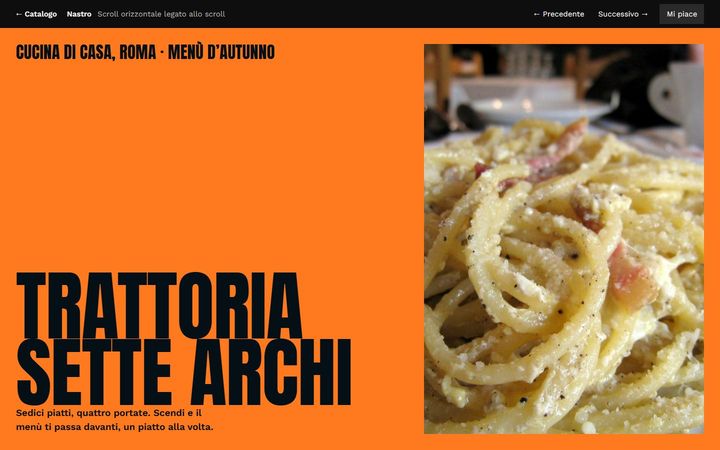 ← Catalogo Nastro Scroll orizzontale legato allo scroll ← Precedente Successivo → Mi piace
CUCINA DI CASA, ROMA · MENÙ D’AUTUNNO
TRATTORIA
SETTE ARCHI
Sedici piatti, quattro portate. Scendi e il
menù ti passa davanti, un piatto alla volta.